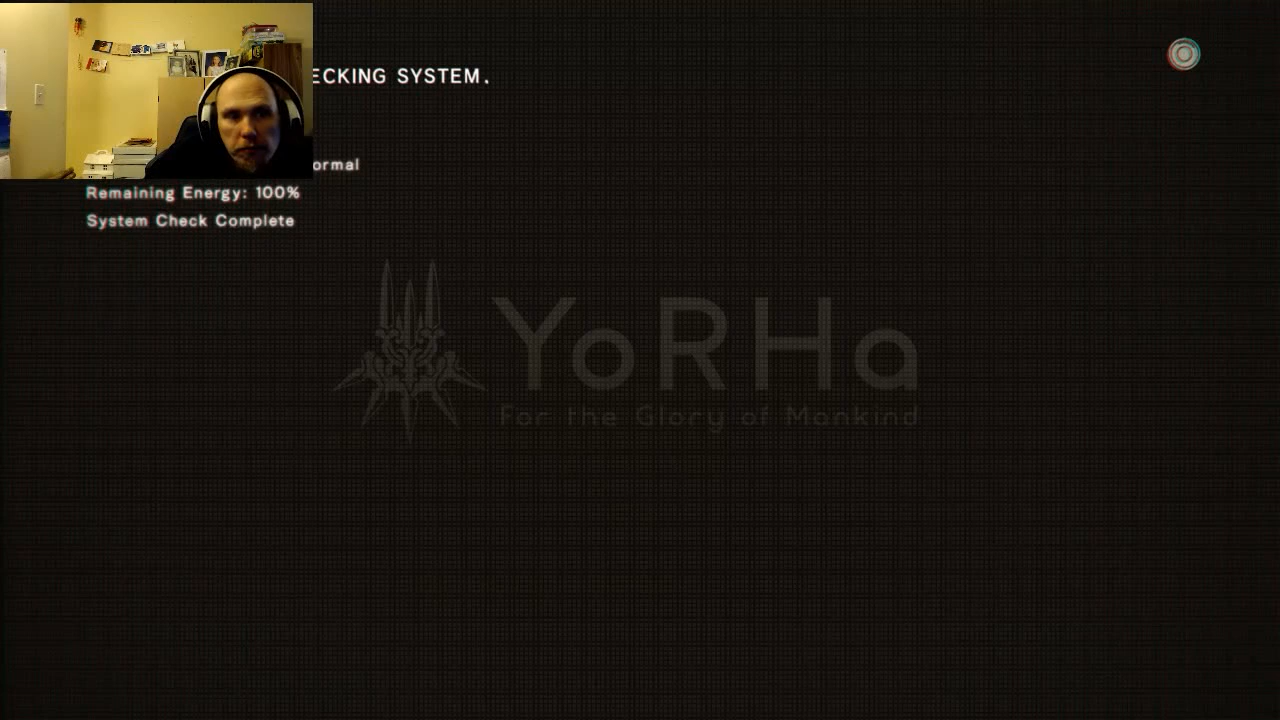 ECKING SYSTEM.
ormal
Remaining Energy: 100%
System Check Complete
YoRHa
For the Glory of Mankind